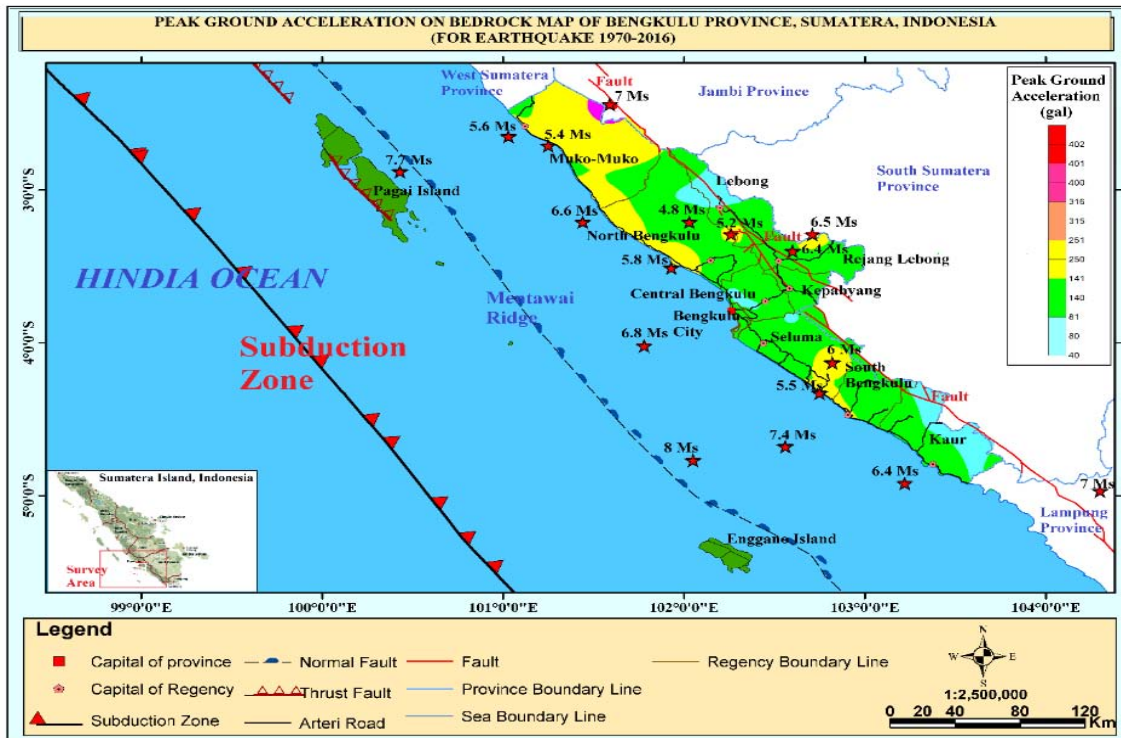 PEAK GROUND ACCELERATION ON BEDROCK MAP OF BENGKULU PROVINCE, SUMATERA, INDONESIA
(FOR EARTHQUAKE 1970-2016)
West Sumatera
Province
Fault
7 Ms
Jambi Province
5.6 Ms
5.4 Ms
Muko-Muko
South Sumatera
Province
7.7 Ms
Pagai Island
Lebong
6.6 Ms
4.8 Ms
5.2 Ms
6.5 Ms
North Bengkulu
Fault
6.4 Ms
Rejang Lebong
5.8 Ms
HINDIA OCEAN
Mentawai
Ridge
Central Bengkulu
Kepahyang
Bengkulu
City
6.8 Ms
Seluma
Subduction
Zone
6 Ms
South
Bengkulu
5.5 Ms
Fault
7.4 Ms
Kaur
8 Ms
6.4 Ms
7 Ms
Lampung
Province
Enggano Island
Peak Ground
Acceleration
(gal)
402
401
400
316
315
251
250
141
140
81
80
40
3°0'0"S
4°0'0"S
5°0'0"S
Sumatera Island, Indonesia
Survey
Area
99°0'0"E
100°0'0"E
101°0'0"E
102°0'0"E
103°0'0"E
104°0'0"E
Legend
Capital of province
Capital of Regency
Subduction Zone
Normal Fault
Thrust Fault
Arteri Road
Fault
Province Boundary Line
Sea Boundary Line
Regency Boundary Line
N
W
E
S
1:2,500,000
0 20 40 80 120
Km